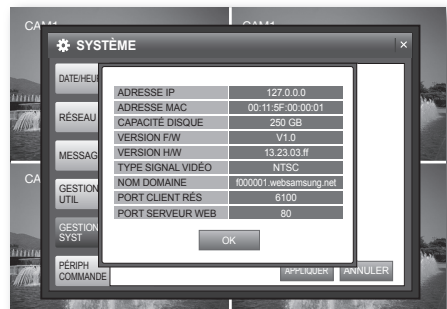 CAM1
SYSTÈME
×
DATE/HEU
RÉSEAU
MESSAG
GESTION
UTIL
GESTION
SYST
PÉRIPH
COMMANDE
ADRESSE IP 127.0.0.0
ADRESSE MAC 00:11:5F:00:00:01
CAPACITÉ DISQUE 250 GB
VERSION F/W V1.0
VERSION H/W 13.23.03.ff
TYPE SIGNAL VIDÉO NTSC
NOM DOMAINE f000001.websamsung.net
PORT CLIENT RÉS 6100
PORT SERVEUR WEB 80
OK
APPLIQUER ANNULER